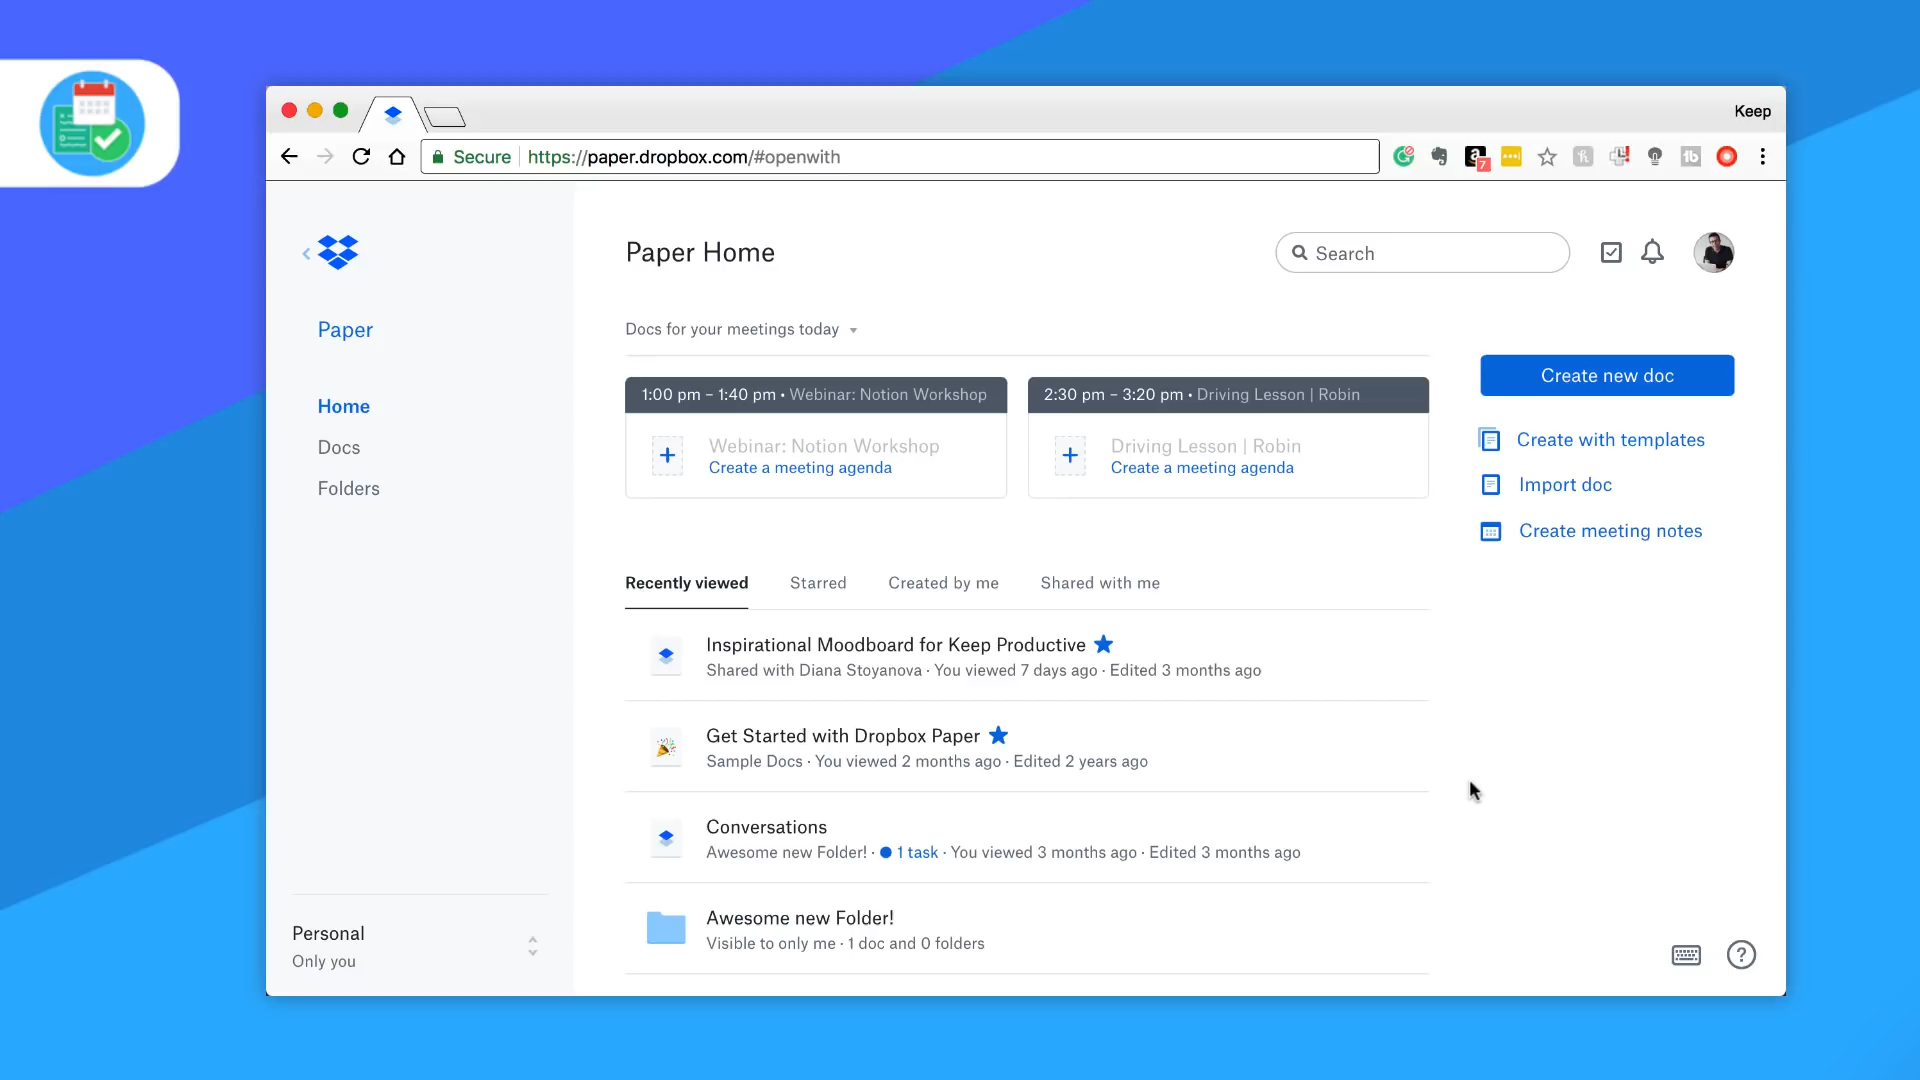 Keep
Secure https://paper.dropbox.com/#openwith
7
Paper Home
Search
Paper
Home
Docs
Folders
Docs for your meetings today
1:00 pm – 1:40 pm • Webinar: Notion Workshop
Webinar: Notion Workshop
Create a meeting agenda
2:30 pm – 3:20 pm • Driving Lesson | Robin
Driving Lesson | Robin
Create a meeting agenda
Create new doc
Create with templates
Import doc
Create meeting notes
Recently viewed Starred Created by me Shared with me
Inspirational Moodboard for Keep Productive
Shared with Diana Stoyanova · You viewed 7 days ago · Edited 3 months ago
Get Started with Dropbox Paper
Sample Docs · You viewed 2 months ago · Edited 2 years ago
Conversations
Awesome new Folder! · 1 task · You viewed 3 months ago · Edited 3 months ago
Awesome new Folder!
Visible to only me · 1 doc and 0 folders
Personal
Only you